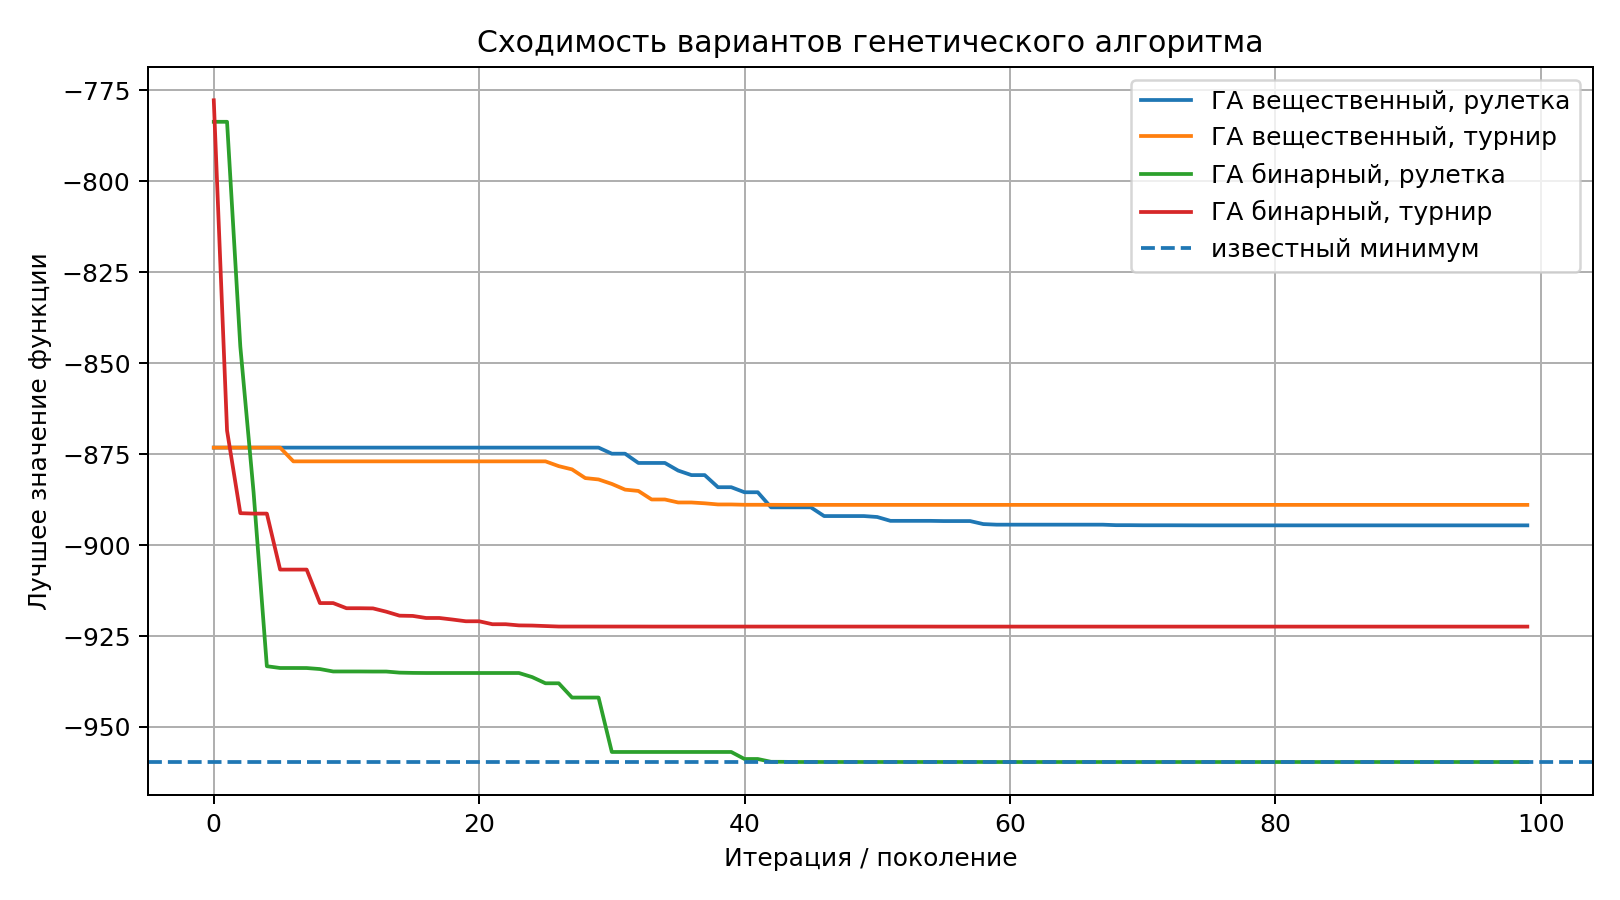 Сходимость вариантов генетического алгоритма
ГА вещественный, рулетка
ГА вещественный, турнир
ГА бинарный, рулетка
ГА бинарный, турнир
известный минимум
Лучшее значение функции
−775
−800
−825
−850
−875
−900
−925
−950
0 20 40 60 80 100
Итерация / поколение